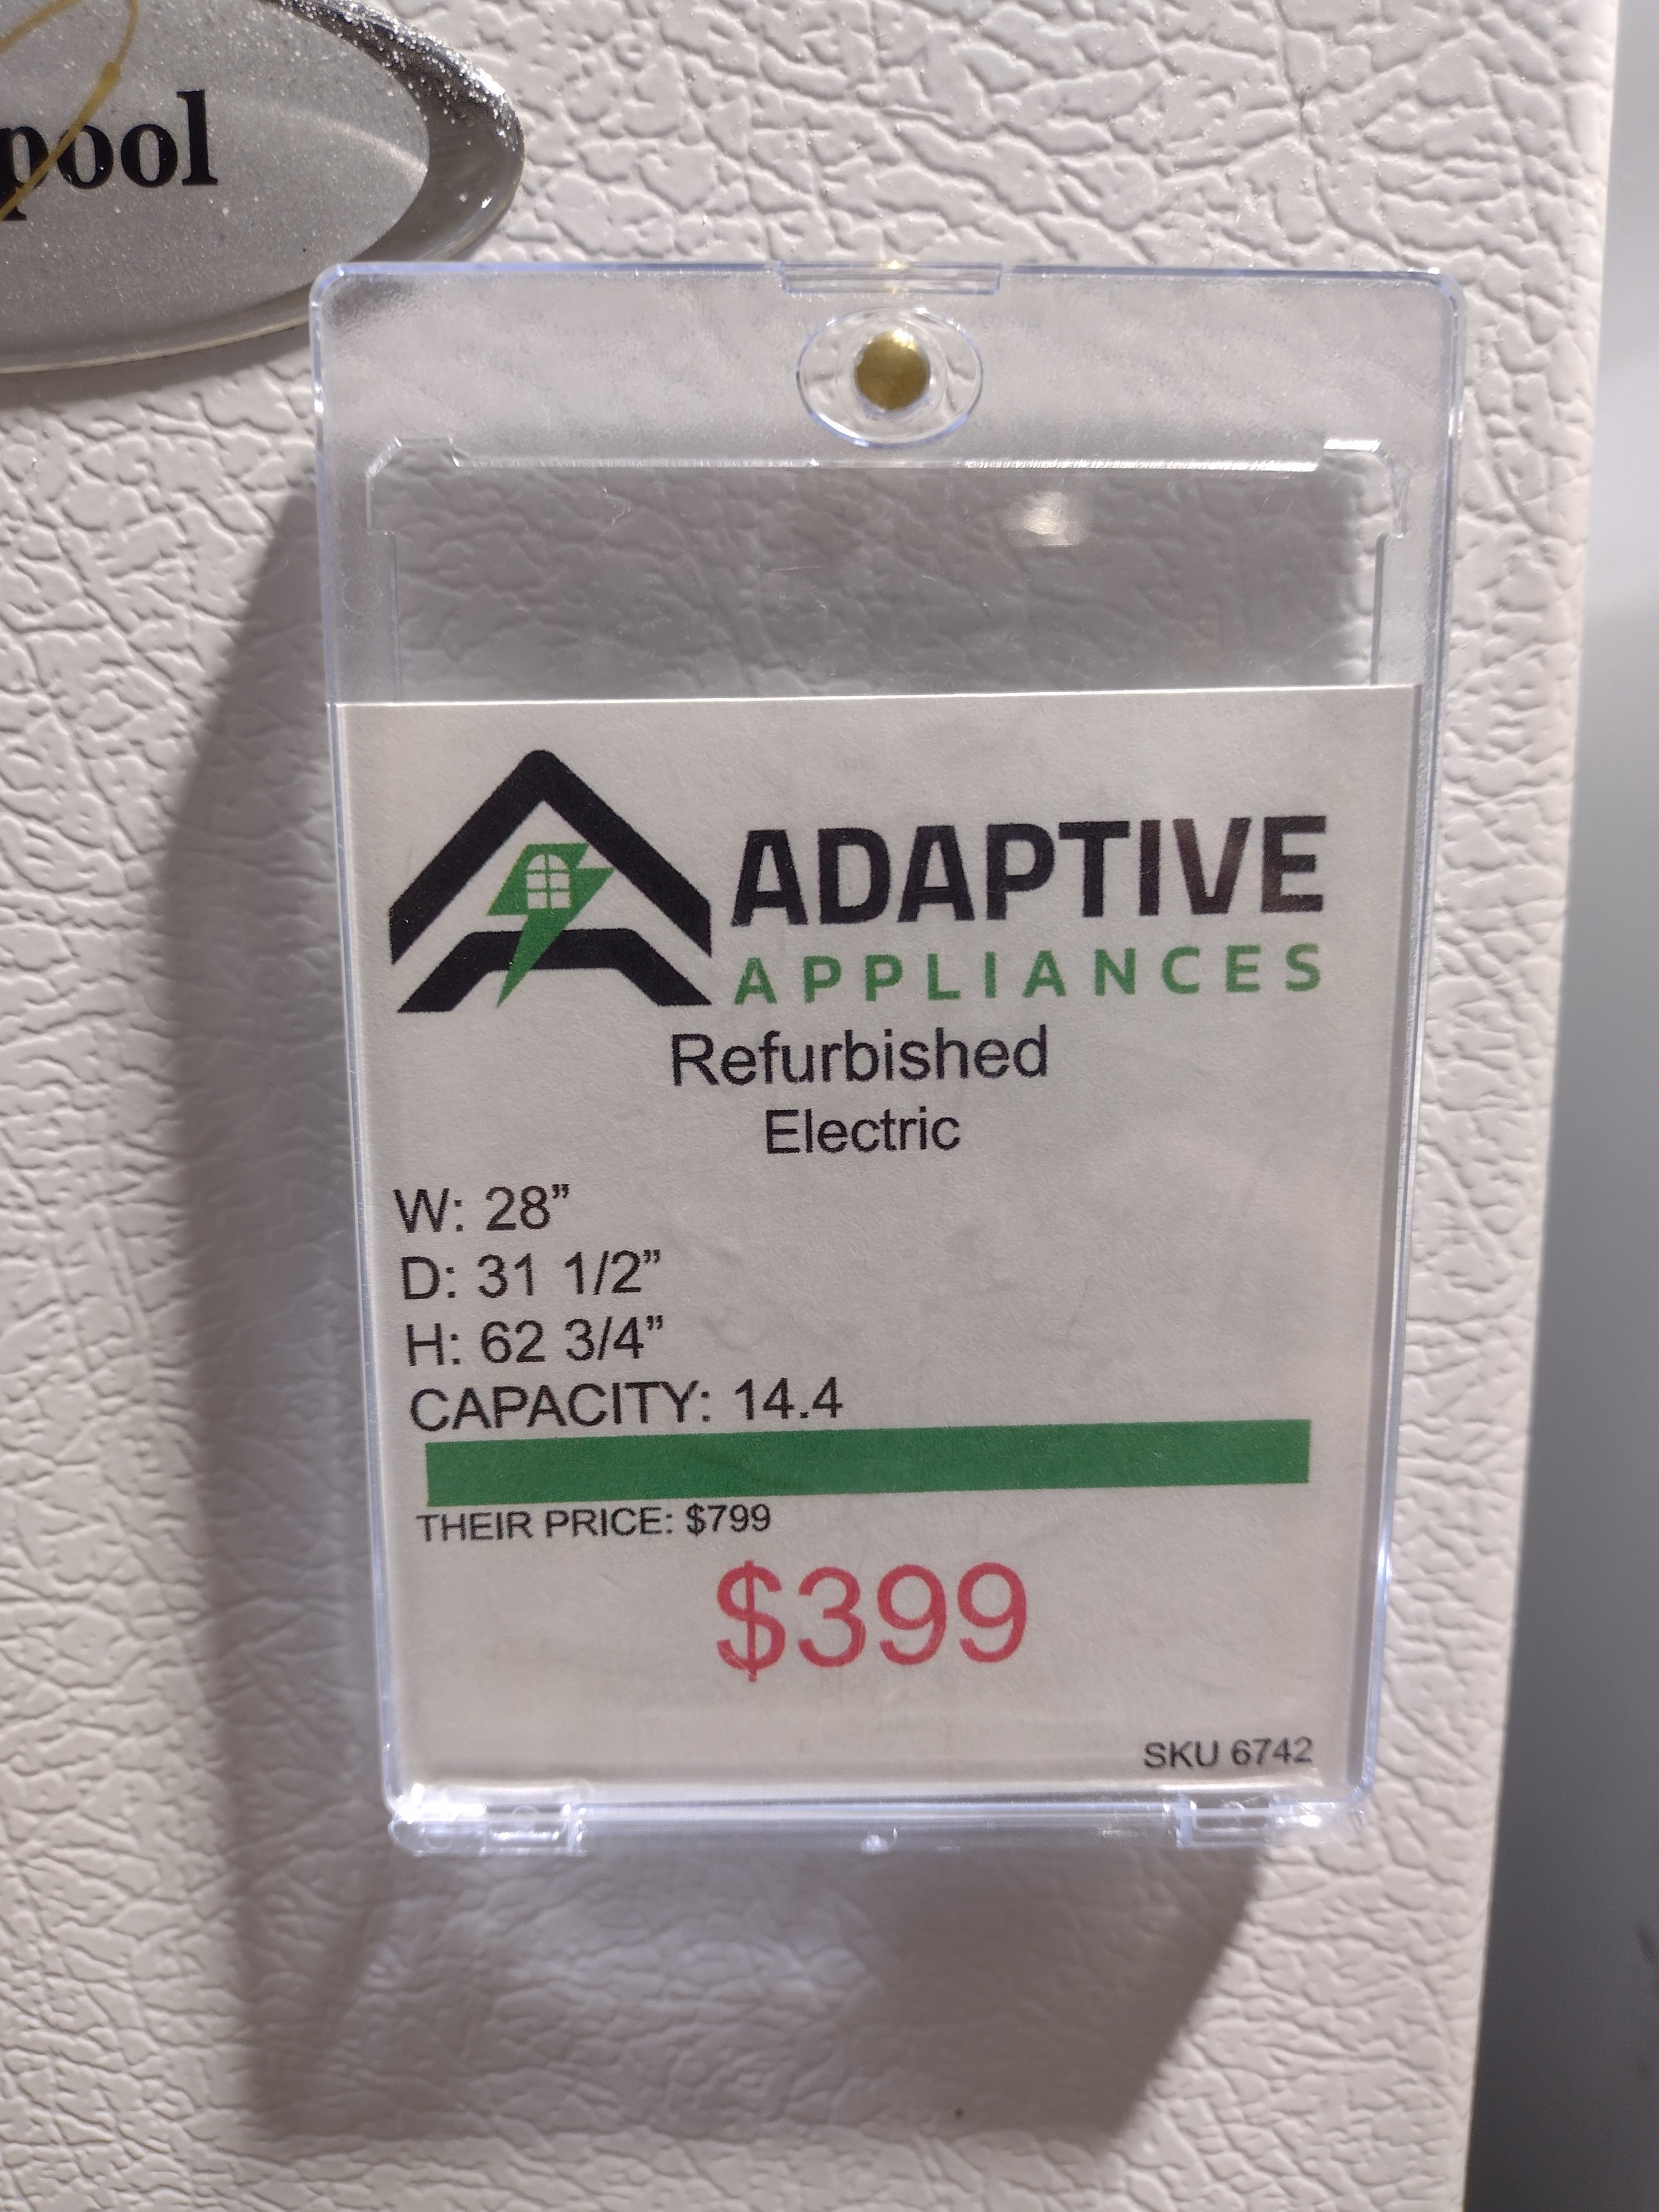 pool
ADAPTIVE
APPLIANCES
Refurbished
Electric
W: 28”
D: 31 1/2”
H: 62 3/4”
CAPACITY: 14.4
THEIR PRICE: $799
$399
SKU 6742